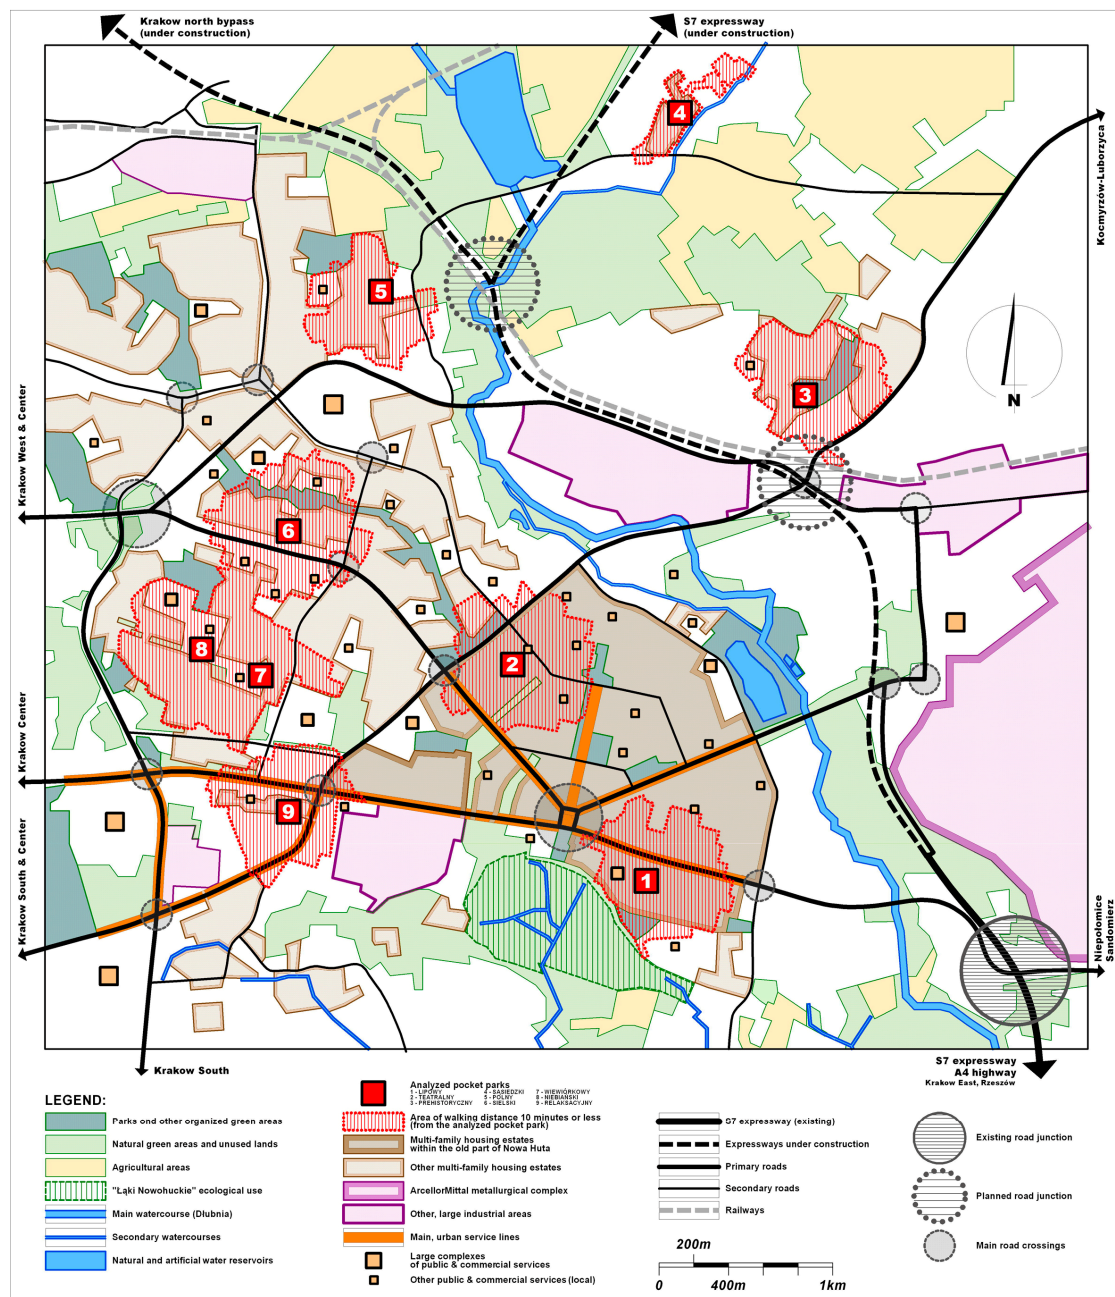 Krakow north bypass
(under construction)
S7 expressway
(under construction)
Kocmyrzów-Luborzyca
4
5
3
N
Krakow West & Center
6
8
7
2
Krakow Center
9
1
Krakow South & Center
Niepołomice
Sandomierz
Krakow South
S7 expressway
A4 highway
Krakow East, Rzeszów
LEGEND:
Parks ond other organized green areas
Natural green areas and unused lands
Agricultural areas
"Łąki Nowohuckie" ecological use
Main watercourse (Dłubnia)
Secondary watercourses
Natural and artificial water reservoirs
Analyzed pocket parks
1 - LIPOWY 4 - SĄSIEDZKI 7 - WIEWIÓRKOWY
2 - TEATRALNY 5 - POLNY 8 - NIEBIAŃSKI
3 - PREHISTORYCZNY 6 - SIELSKI 9 - RELAKSACYJNY
Area of walking distance 10 minutes or less
(from the analyzed pocket park)
Multi-family housing estates
within the old part of Nowa Huta
Other multi-family housing estates
ArcellorMittal metallurgical complex
Other, large industrial areas
Main, urban service lines
Large complexes
of public & commercial services
Other public & commercial services (local)
S7 expressway (existing)
Expressways under construction
Primary roads
Secondary roads
Railways
200m
0 400m 1km
Existing road junction
Planned road junction
Main road crossings